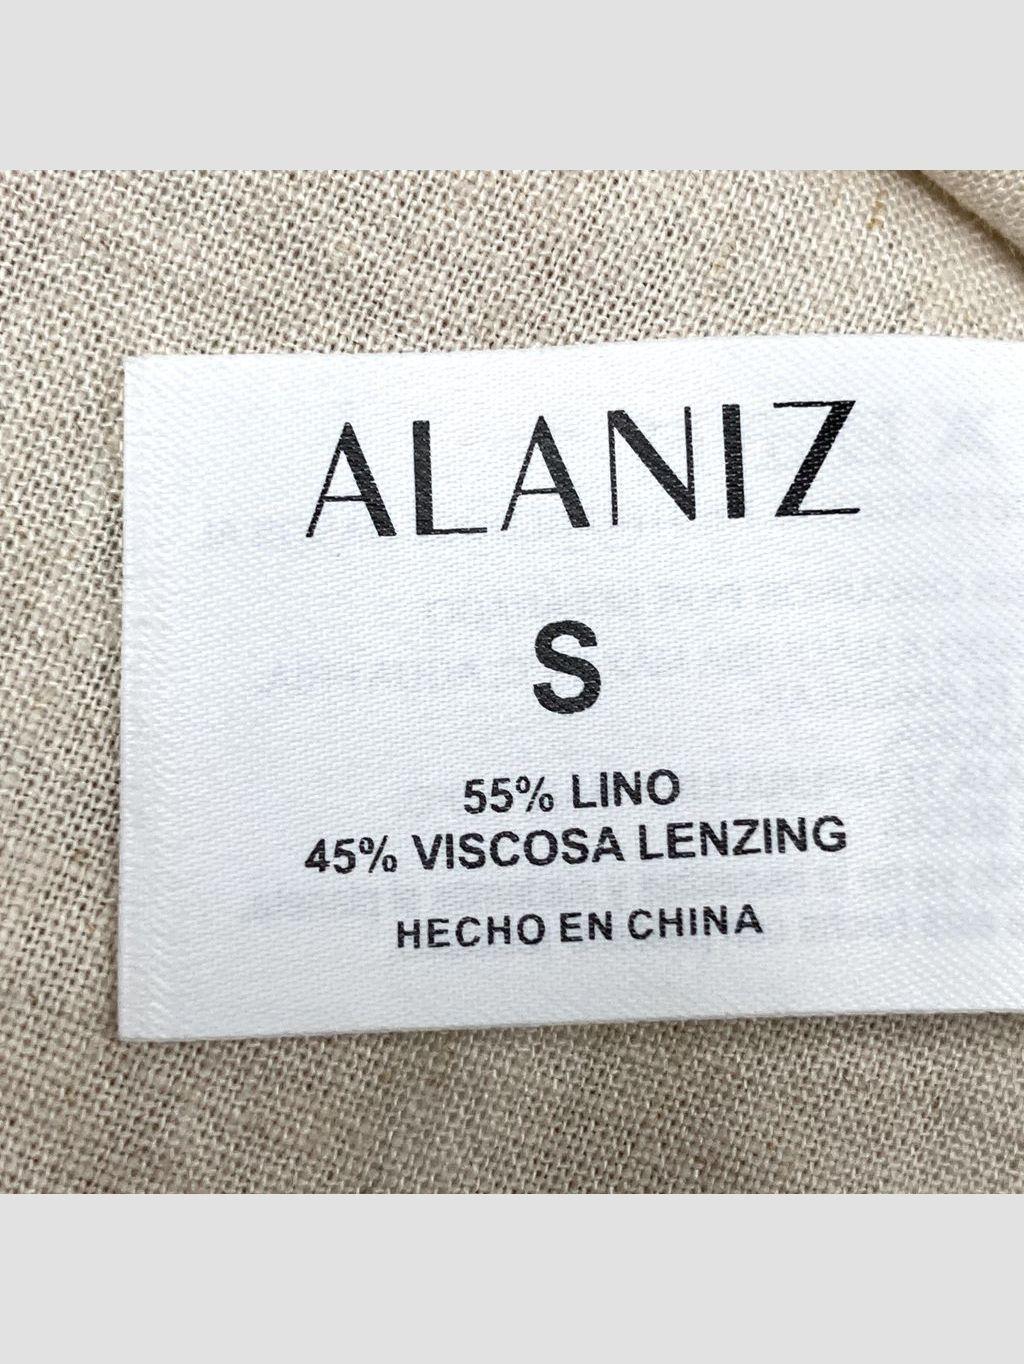 ALANIZ
S
55% LINO
45% VISCOSA LENZING
HECHO EN CHINA